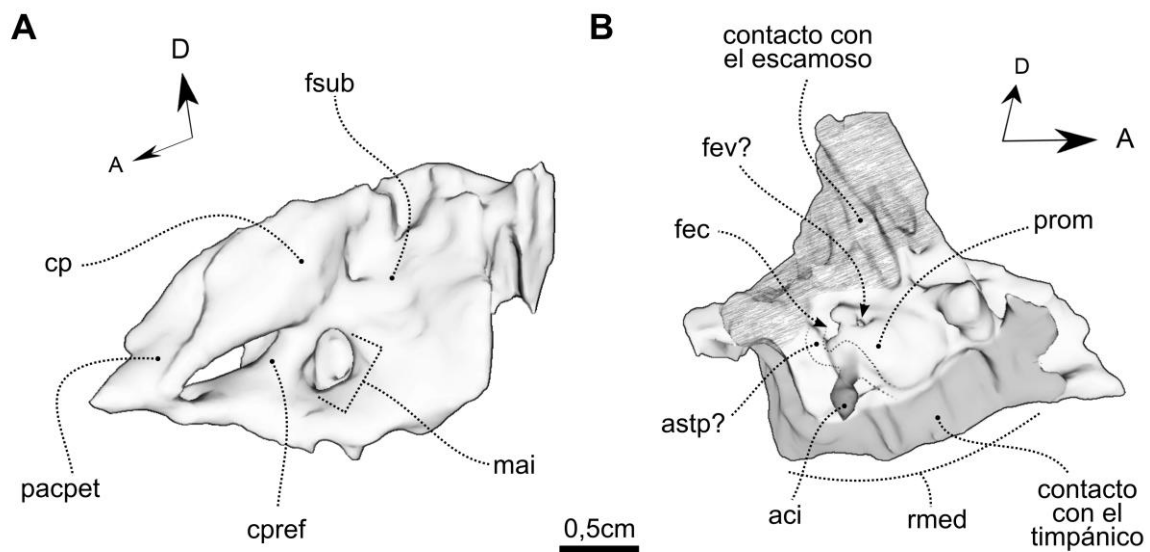 A
D
A
fsub
cp
pacpet
cpref
mai
0,5cm
B
contacto con
el escamoso
D
A
fev?
fec
prom
astp?
aci
rmed
contacto
con el
timpánico